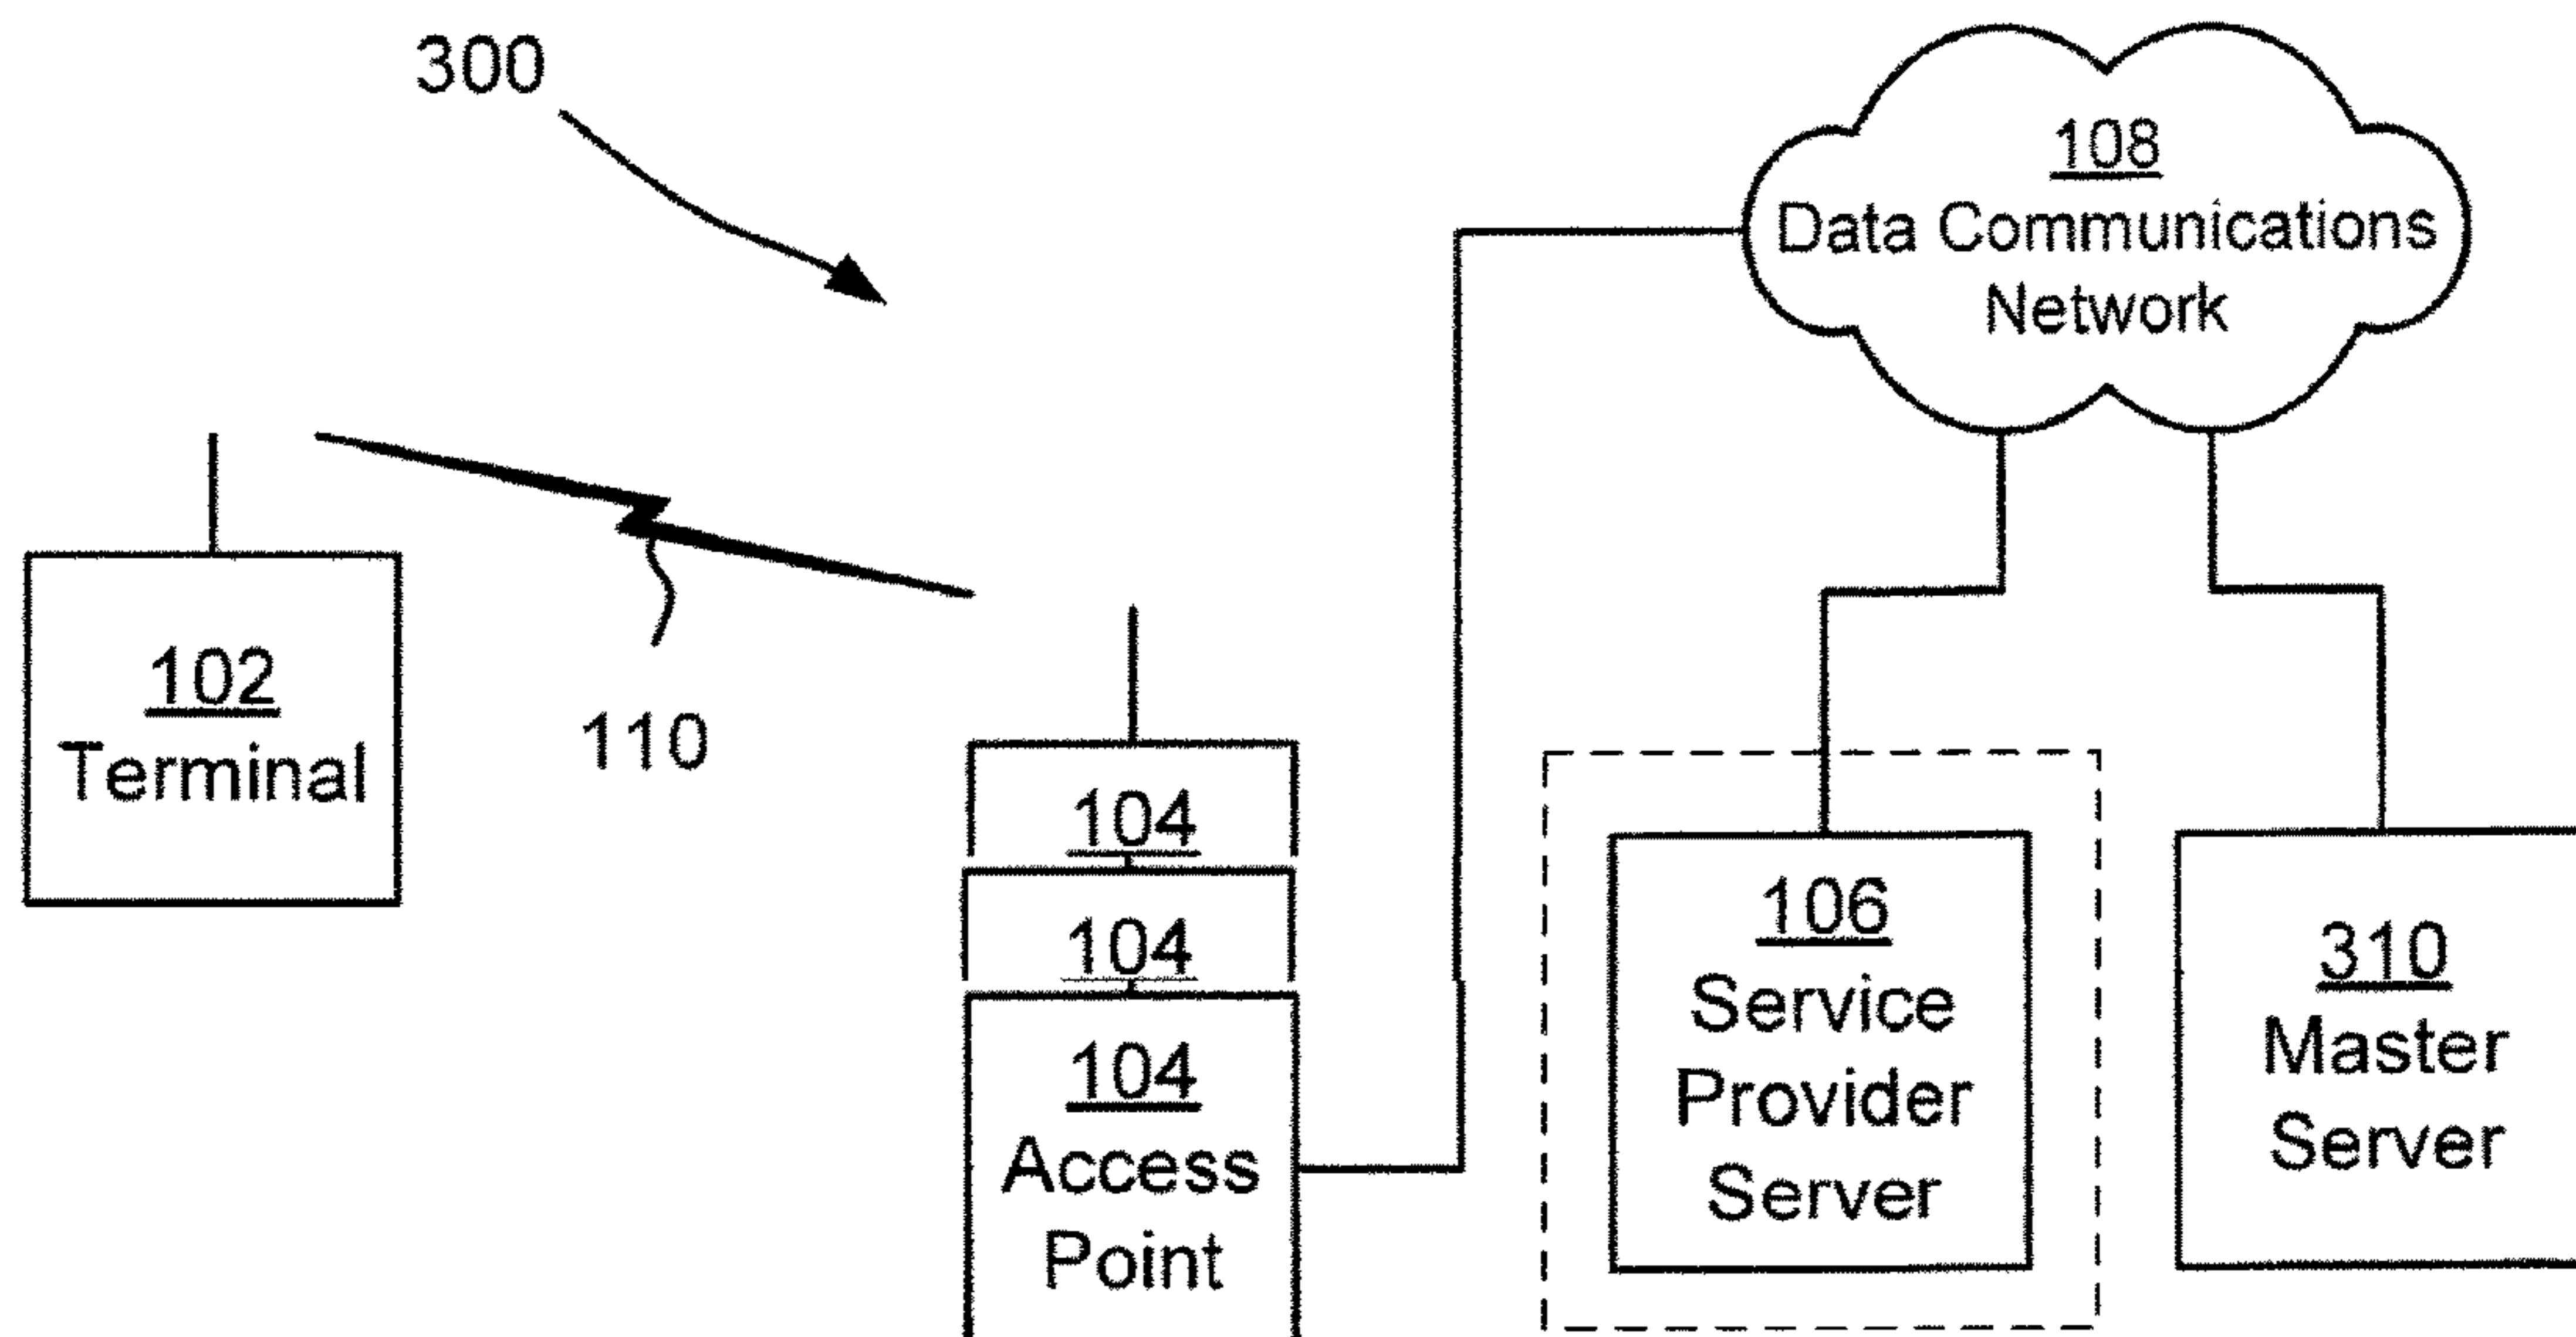 300
108
Data Communications
Network
102
Terminal
110
104
104
104
Access
Point
106
Service
Provider
Server
310
Master
Server